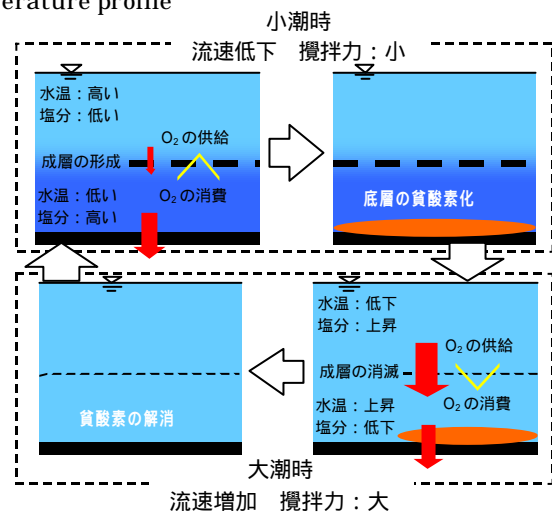 erature profile
小潮時
流速低下 攪拌力：小
水温：高い
塩分：低い
O₂の供給
成層の形成
水温：低い
塩分：高い
O₂の消費
底層の貧酸素化
水温：低下
塩分：上昇
O₂の供給
成層の消滅
水温：上昇
塩分：低下
O₂の消費
貧酸素の解消
大潮時
流速増加 攪拌力：大